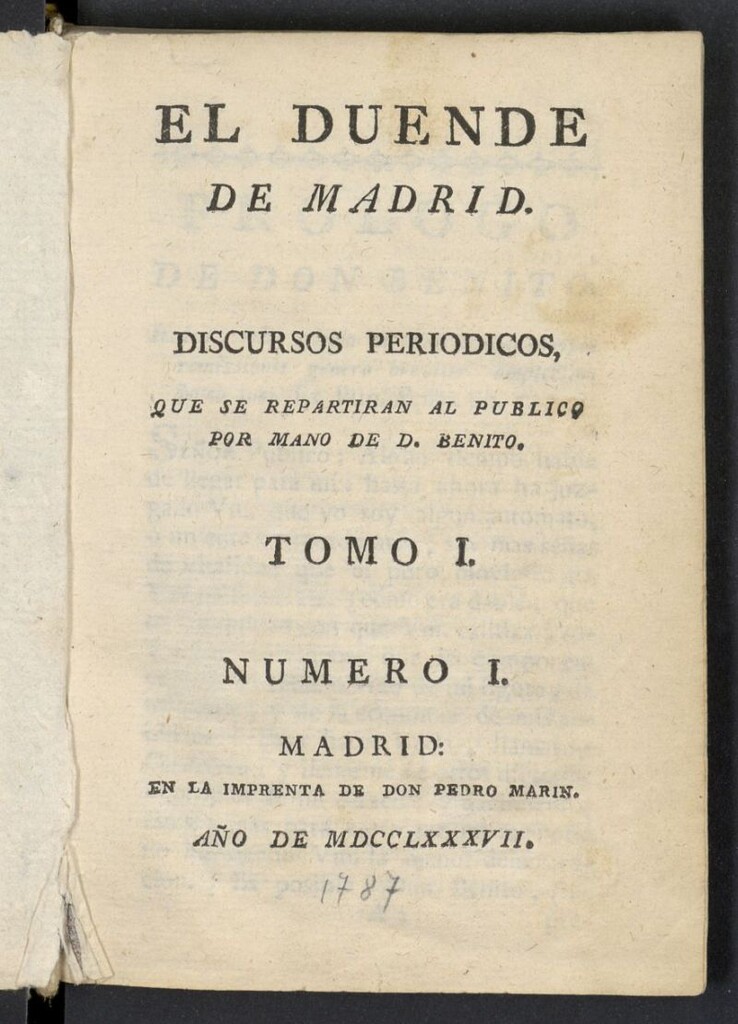 EL DUENDE
DE MADRID.
DISCURSOS PERIODICOS,
QUE SE REPARTIRAN AL PUBLICO
POR MANO DE D. BENITO.
TOMO I.
NUMERO I.
MADRID:
EN LA IMPRENTA DE DON PEDRO MARIN.
AÑO DE MDCCLXXXVII.
1787